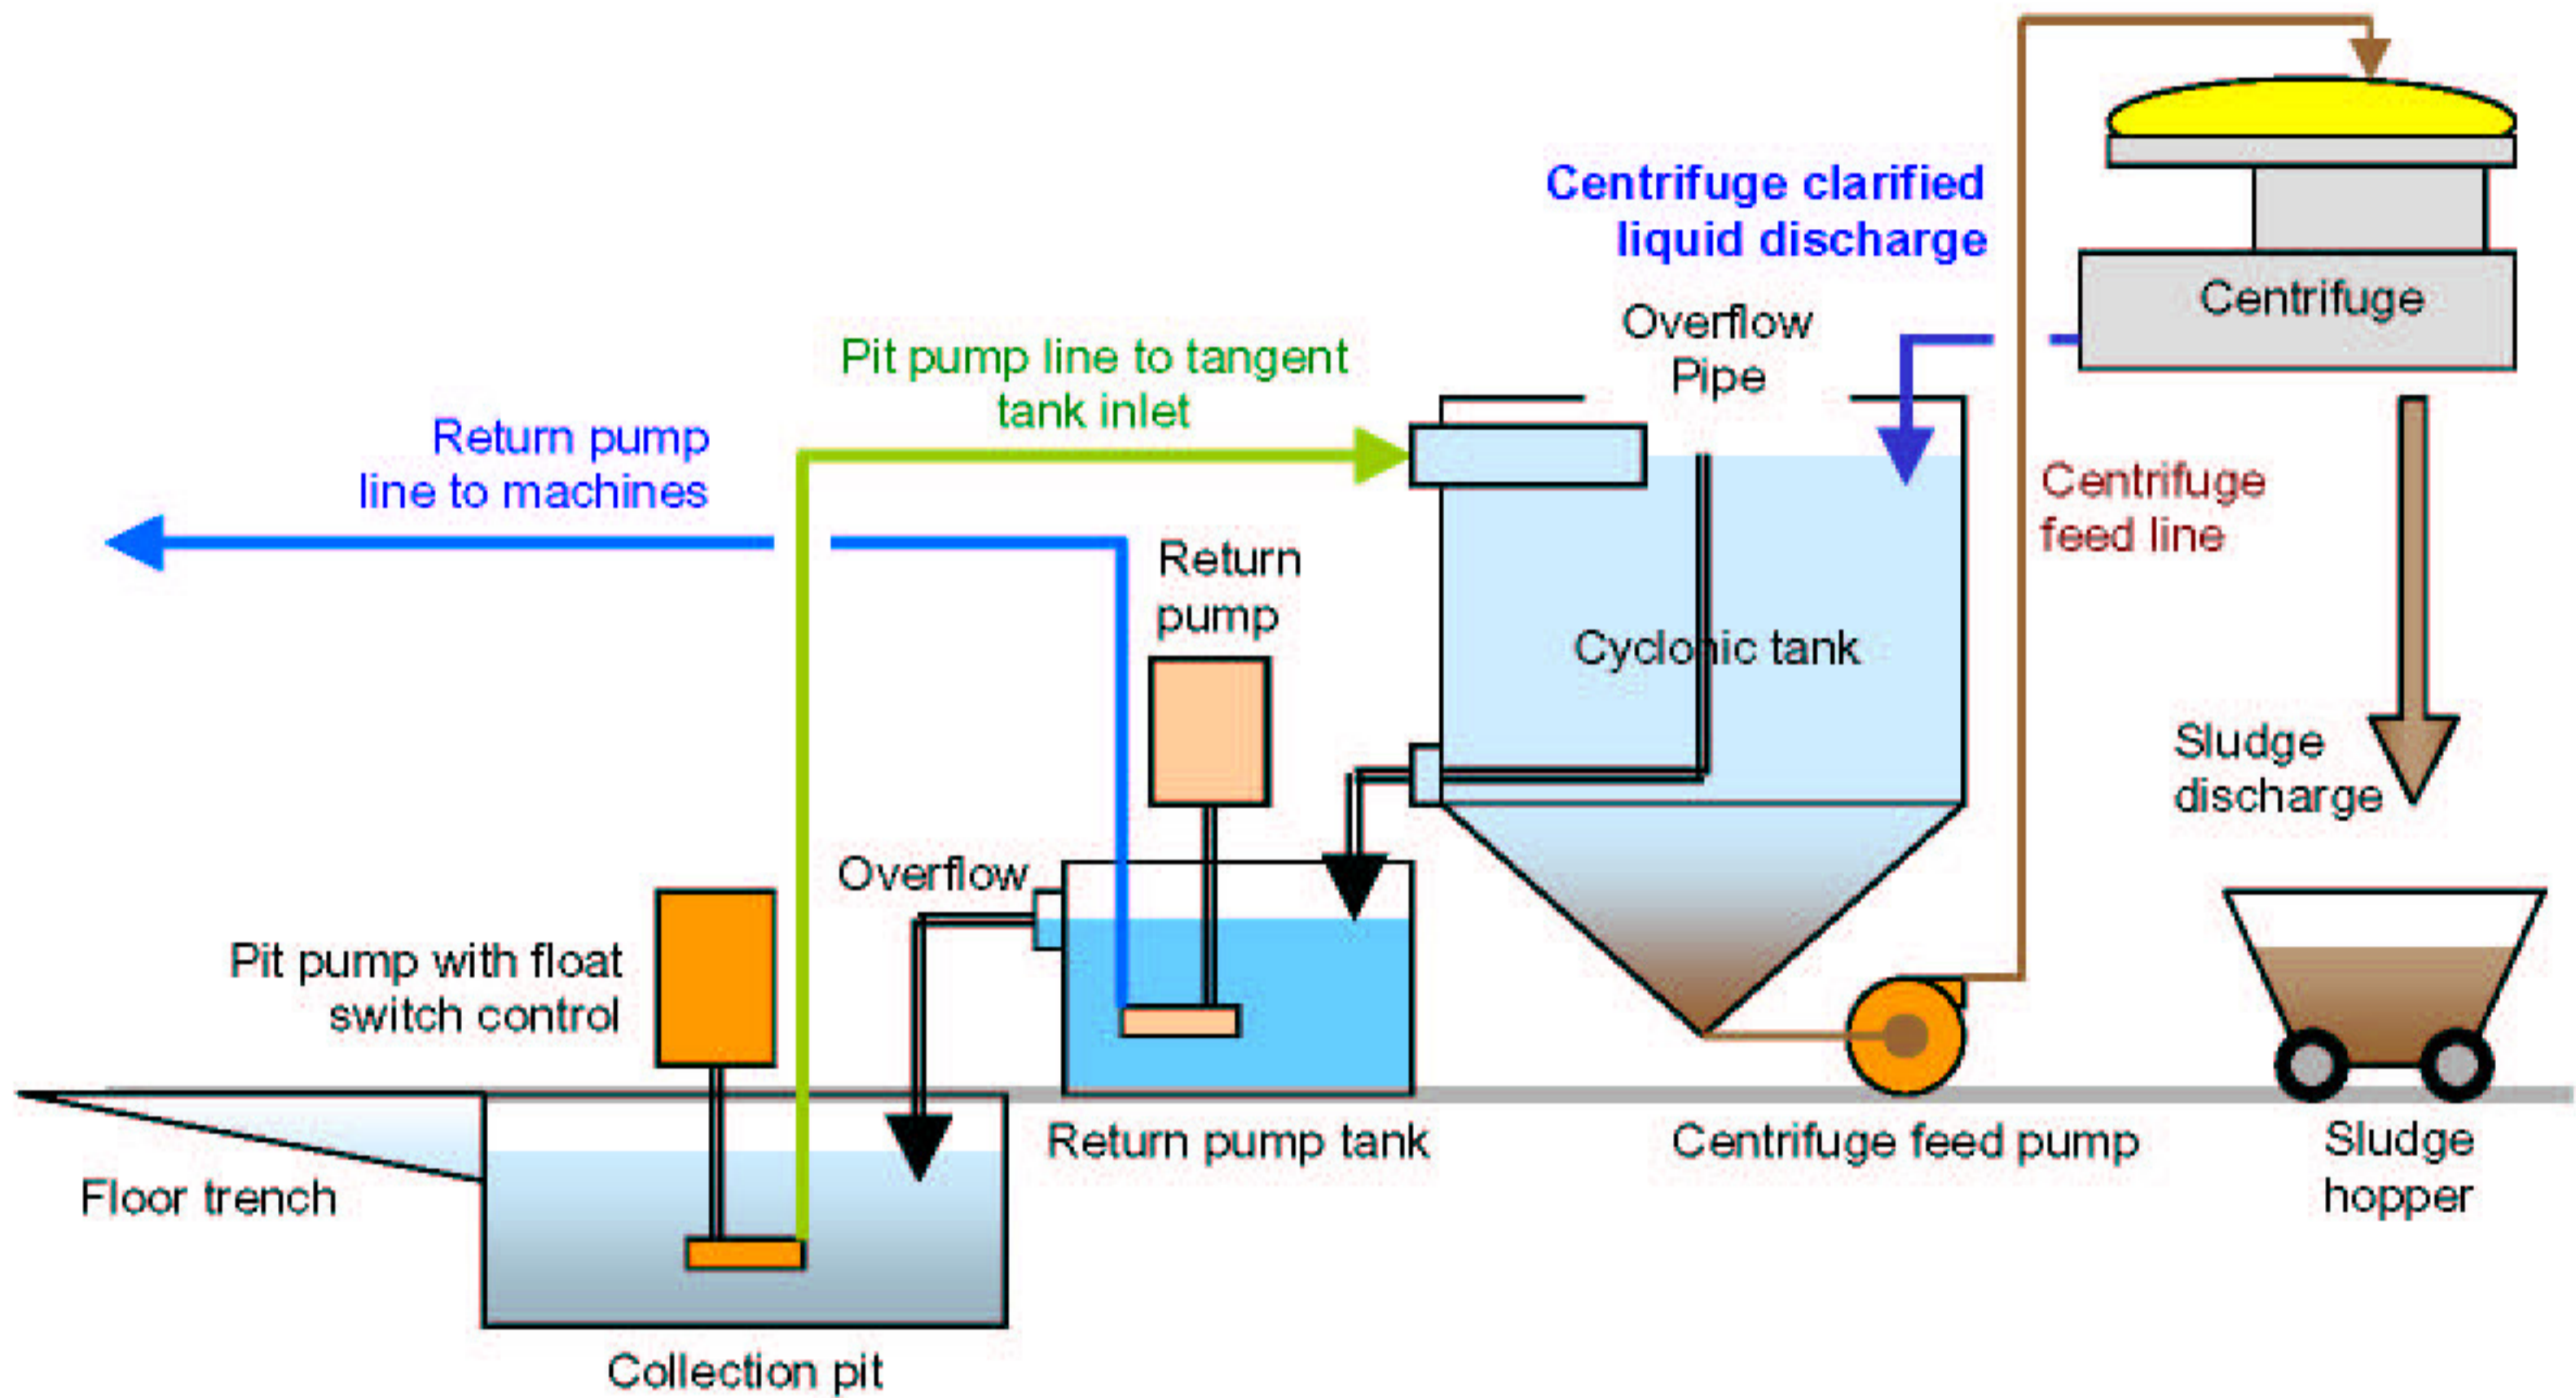 Centrifuge clarified
liquid discharge
Centrifuge
Overflow
Pipe
Pit pump line to tangent
tank inlet
Return pump
line to machines
Centrifuge
feed line
Return
pump
Cyclonic tank
Sludge
discharge
Overflow
Pit pump with float
switch control
Return pump tank
Centrifuge feed pump
Sludge
hopper
Floor trench
Collection pit